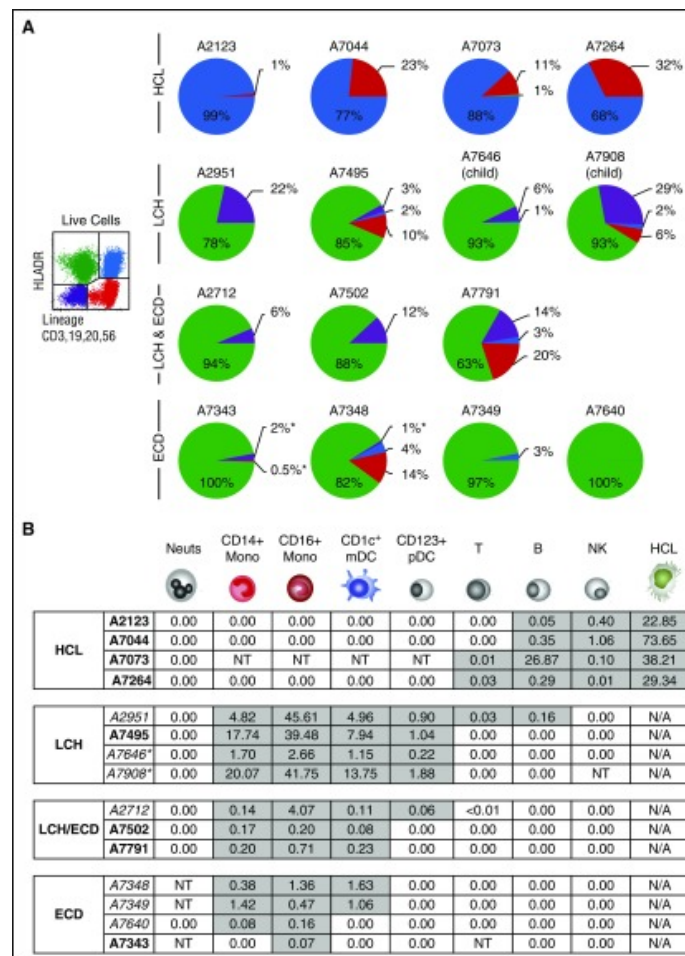 A
HCL
A2123
1%
99%
A7044
23%
77%
A7073
11%
1%
88%
A7264
32%
68%
Live Cells
HLADR
Lineage
CD3,19,20,56
LCH
A2951
22%
78%
A7495
3%
2%
10%
85%
A7646
(child)
6%
1%
93%
A7908
(child)
29%
2%
6%
93%
LCH & ECD
A2712
6%
94%
A7502
12%
88%
A7791
14%
3%
20%
63%
ECD
A7343
2%*
0.5%*
100%
A7348
1%*
4%
14%
82%
A7349
3%
97%
A7640
100%
B
Neuts CD14+ Mono CD16+ Mono CD1c+ mDC CD123+ pDC T B NK HCL
HCL
A2123 0.00 0.00 0.00 0.00 0.00 0.00 0.05 0.40 22.85
A7044 0.00 0.00 0.00 0.00 0.00 0.00 0.35 1.06 73.65
A7073 0.00 NT NT NT NT 0.01 26.87 0.10 38.21
A7264 0.00 0.00 0.00 0.00 0.00 0.03 0.29 0.01 29.34
LCH
A2951 0.00 4.82 45.61 4.96 0.90 0.03 0.16 0.00 N/A
A7495 0.00 17.74 39.48 7.94 1.04 0.00 0.00 0.00 N/A
A7646* 0.00 1.70 2.66 1.15 0.22 0.00 0.00 0.00 N/A
A7908* 0.00 20.07 41.75 13.75 1.88 0.00 0.00 NT N/A
LCH/ECD
A2712 0.00 0.14 4.07 0.11 0.06 <0.01 0.00 0.00 N/A
A7502 0.00 0.17 0.20 0.08 0.00 0.00 0.00 0.00 N/A
A7791 0.00 0.20 0.71 0.23 0.00 0.00 0.00 0.00 N/A
ECD
A7348 NT 0.38 1.36 1.63 0.00 0.00 0.00 0.00 N/A
A7349 NT 1.42 0.47 1.06 0.00 0.00 0.00 0.00 N/A
A7640 0.00 0.08 0.16 0.00 0.00 0.00 0.00 0.00 N/A
A7343 NT 0.00 0.07 0.00 0.00 NT 0.00 0.00 N/A